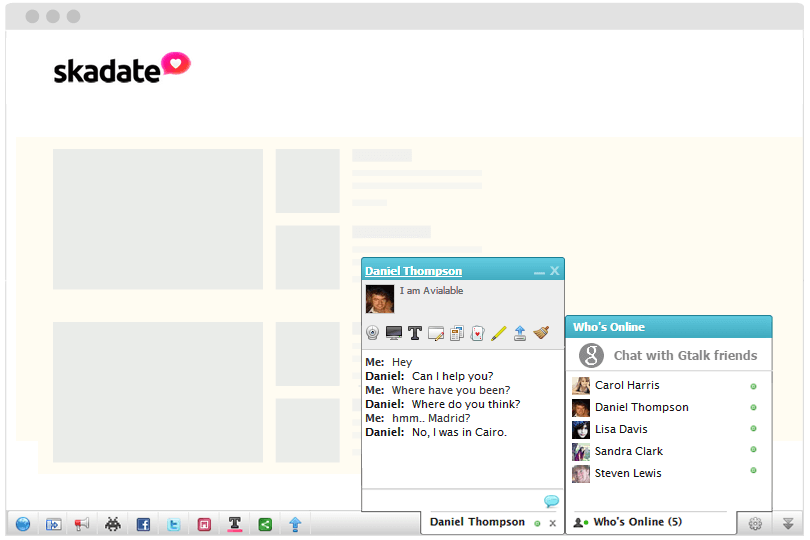 skadate
Daniel Thompson
I am Avialable
Me: Hey
Daniel: Can I help you?
Me: Where have you been?
Daniel: Where do you think?
Me: hmm.. Madrid?
Daniel: No, I was in Cairo.
Daniel Thompson x
Who's Online
g Chat with Gtalk friends
Carol Harris
Daniel Thompson
Lisa Davis
Sandra Clark
Steven Lewis
Who's Online (5)